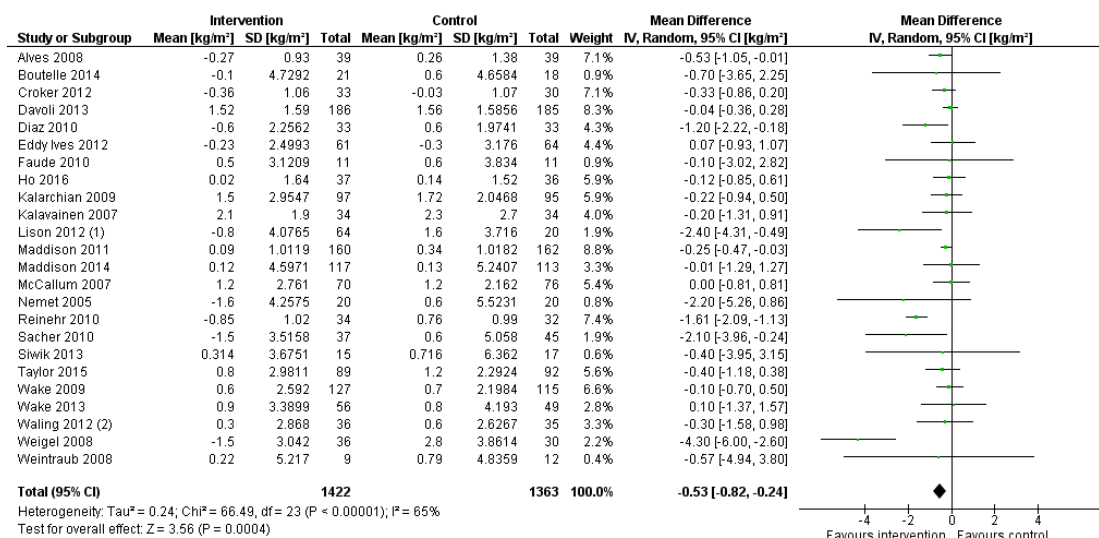 Intervention Control Mean Difference Mean Difference
Study or Subgroup Mean [kg/m²] SD [kg/m²] Total Mean [kg/m²] SD [kg/m²] Total Weight IV, Random, 95% CI [kg/m²] IV, Random, 95% CI [kg/m²]
Alves 2008 -0.27 0.93 39 0.26 1.38 39 7.1% -0.53 [-1.05, -0.01]
Boutelle 2014 -0.1 4.7292 21 0.6 4.6584 18 0.9% -0.70 [-3.65, 2.25]
Croker 2012 -0.36 1.06 33 -0.03 1.07 30 7.1% -0.33 [-0.86, 0.20]
Davoli 2013 1.52 1.59 186 1.56 1.5856 185 8.3% -0.04 [-0.36, 0.28]
Diaz 2010 -0.6 2.2562 33 0.6 1.9741 33 4.3% -1.20 [-2.22, -0.18]
Eddy Ives 2012 -0.23 2.4993 61 -0.3 3.176 64 4.4% 0.07 [-0.93, 1.07]
Faude 2010 0.5 3.1209 11 0.6 3.834 11 0.9% -0.10 [-3.02, 2.82]
Ho 2016 0.02 1.64 37 0.14 1.52 36 5.9% -0.12 [-0.85, 0.61]
Kalarchian 2009 1.5 2.9547 97 1.72 2.0468 95 5.9% -0.22 [-0.94, 0.50]
Kalavainen 2007 2.1 1.9 34 2.3 2.7 34 4.0% -0.20 [-1.31, 0.91]
Lison 2012 (1) -0.8 4.0765 64 1.6 3.716 20 1.9% -2.40 [-4.31, -0.49]
Maddison 2011 0.09 1.0119 160 0.34 1.0182 162 8.8% -0.25 [-0.47, -0.03]
Maddison 2014 0.12 4.5971 117 0.13 5.2407 113 3.3% -0.01 [-1.29, 1.27]
McCallum 2007 1.2 2.761 70 1.2 2.162 76 5.4% 0.00 [-0.81, 0.81]
Nemet 2005 -1.6 4.2575 20 0.6 5.5231 20 0.9% -2.20 [-5.26, 0.86]
Reinehr 2010 -0.85 1.02 34 0.76 0.99 32 7.4% -1.61 [-2.09, -1.13]
Sacher 2010 -1.5 3.5158 37 0.6 5.058 45 1.9% -2.10 [-3.96, -0.24]
Siwik 2013 0.314 3.6751 15 0.716 6.362 17 0.6% -0.40 [-3.95, 3.15]
Taylor 2015 0.8 2.9811 89 1.2 2.2924 92 5.6% -0.40 [-1.18, 0.38]
Wake 2009 0.6 2.592 127 0.7 2.1984 115 6.6% -0.10 [-0.70, 0.50]
Wake 2013 0.9 3.3899 56 0.8 4.193 49 2.8% 0.10 [-1.37, 1.57]
Waling 2012 (2) 0.3 2.868 36 0.6 2.6267 35 3.3% -0.30 [-1.58, 0.98]
Weigel 2008 -1.5 3.042 36 2.8 3.8614 30 2.2% -4.30 [-6.00, -2.60]
Weintraub 2008 0.22 5.217 9 0.79 4.8359 12 0.4% -0.57 [-4.94, 3.80]
Total (95% CI) 1422 1363 100.0% -0.53 [-0.82, -0.24]
Heterogeneity: Tau² = 0.24; Chi² = 66.49, df = 23 (P < 0.00001); I² = 65%
Test for overall effect: Z = 3.56 (P = 0.0004)
-4 -2 0 2 4
Favours intervention Favours control